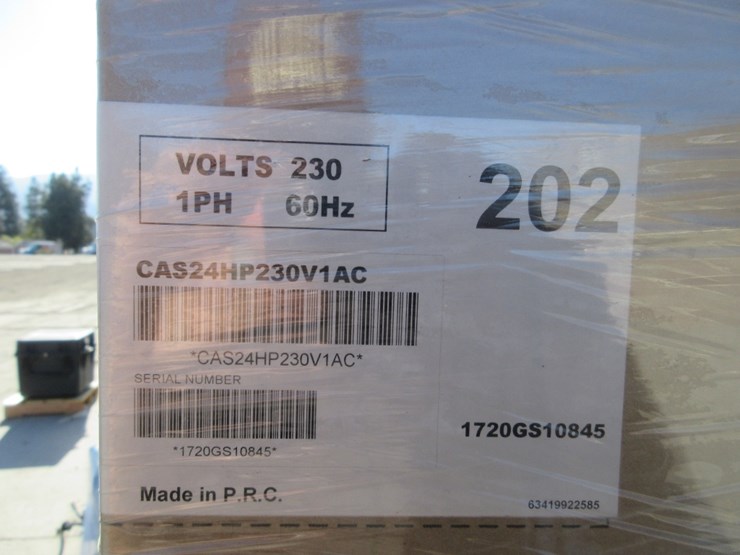 VOLTS 230
1PH 60Hz
202
CAS24HP230V1AC
*CAS24HP230V1AC*
SERIAL NUMBER
*1720GS10845*
1720GS10845
Made in P.R.C.
63419922585